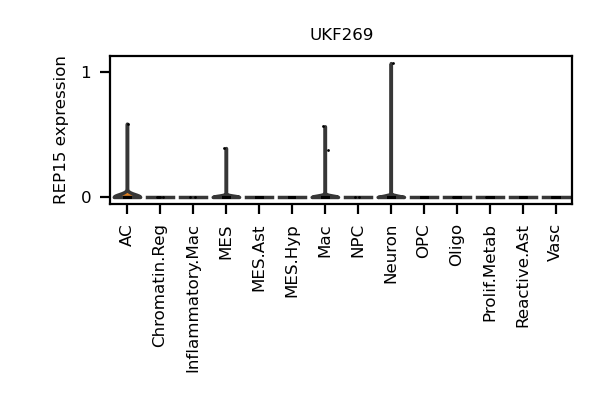 UKF269
REP15 expression
1
0
AC
Chromatin.Reg
Inflammatory.Mac
MES
MES.Ast
MES.Hyp
Mac
NPC
Neuron
OPC
Oligo
Prolif.Metab
Reactive.Ast
Vasc